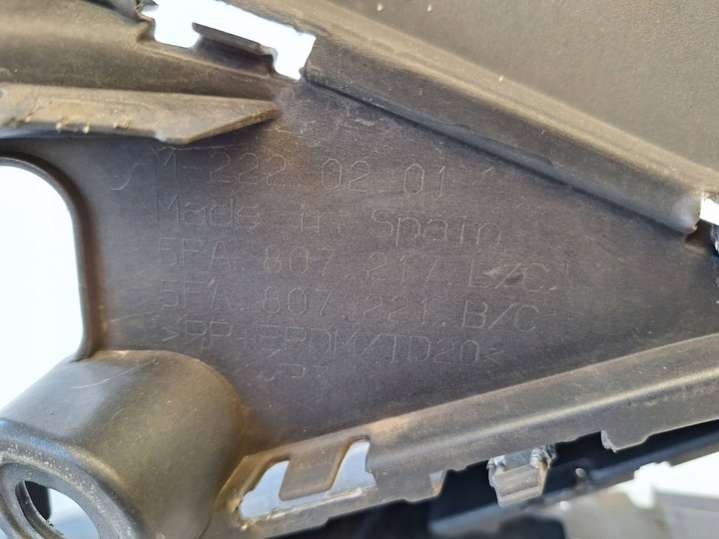 M-222 02 01
Made in Spain
5FA.807.217.L/C
5FA.807.221.B/C
>PP+EPDM/TD20<